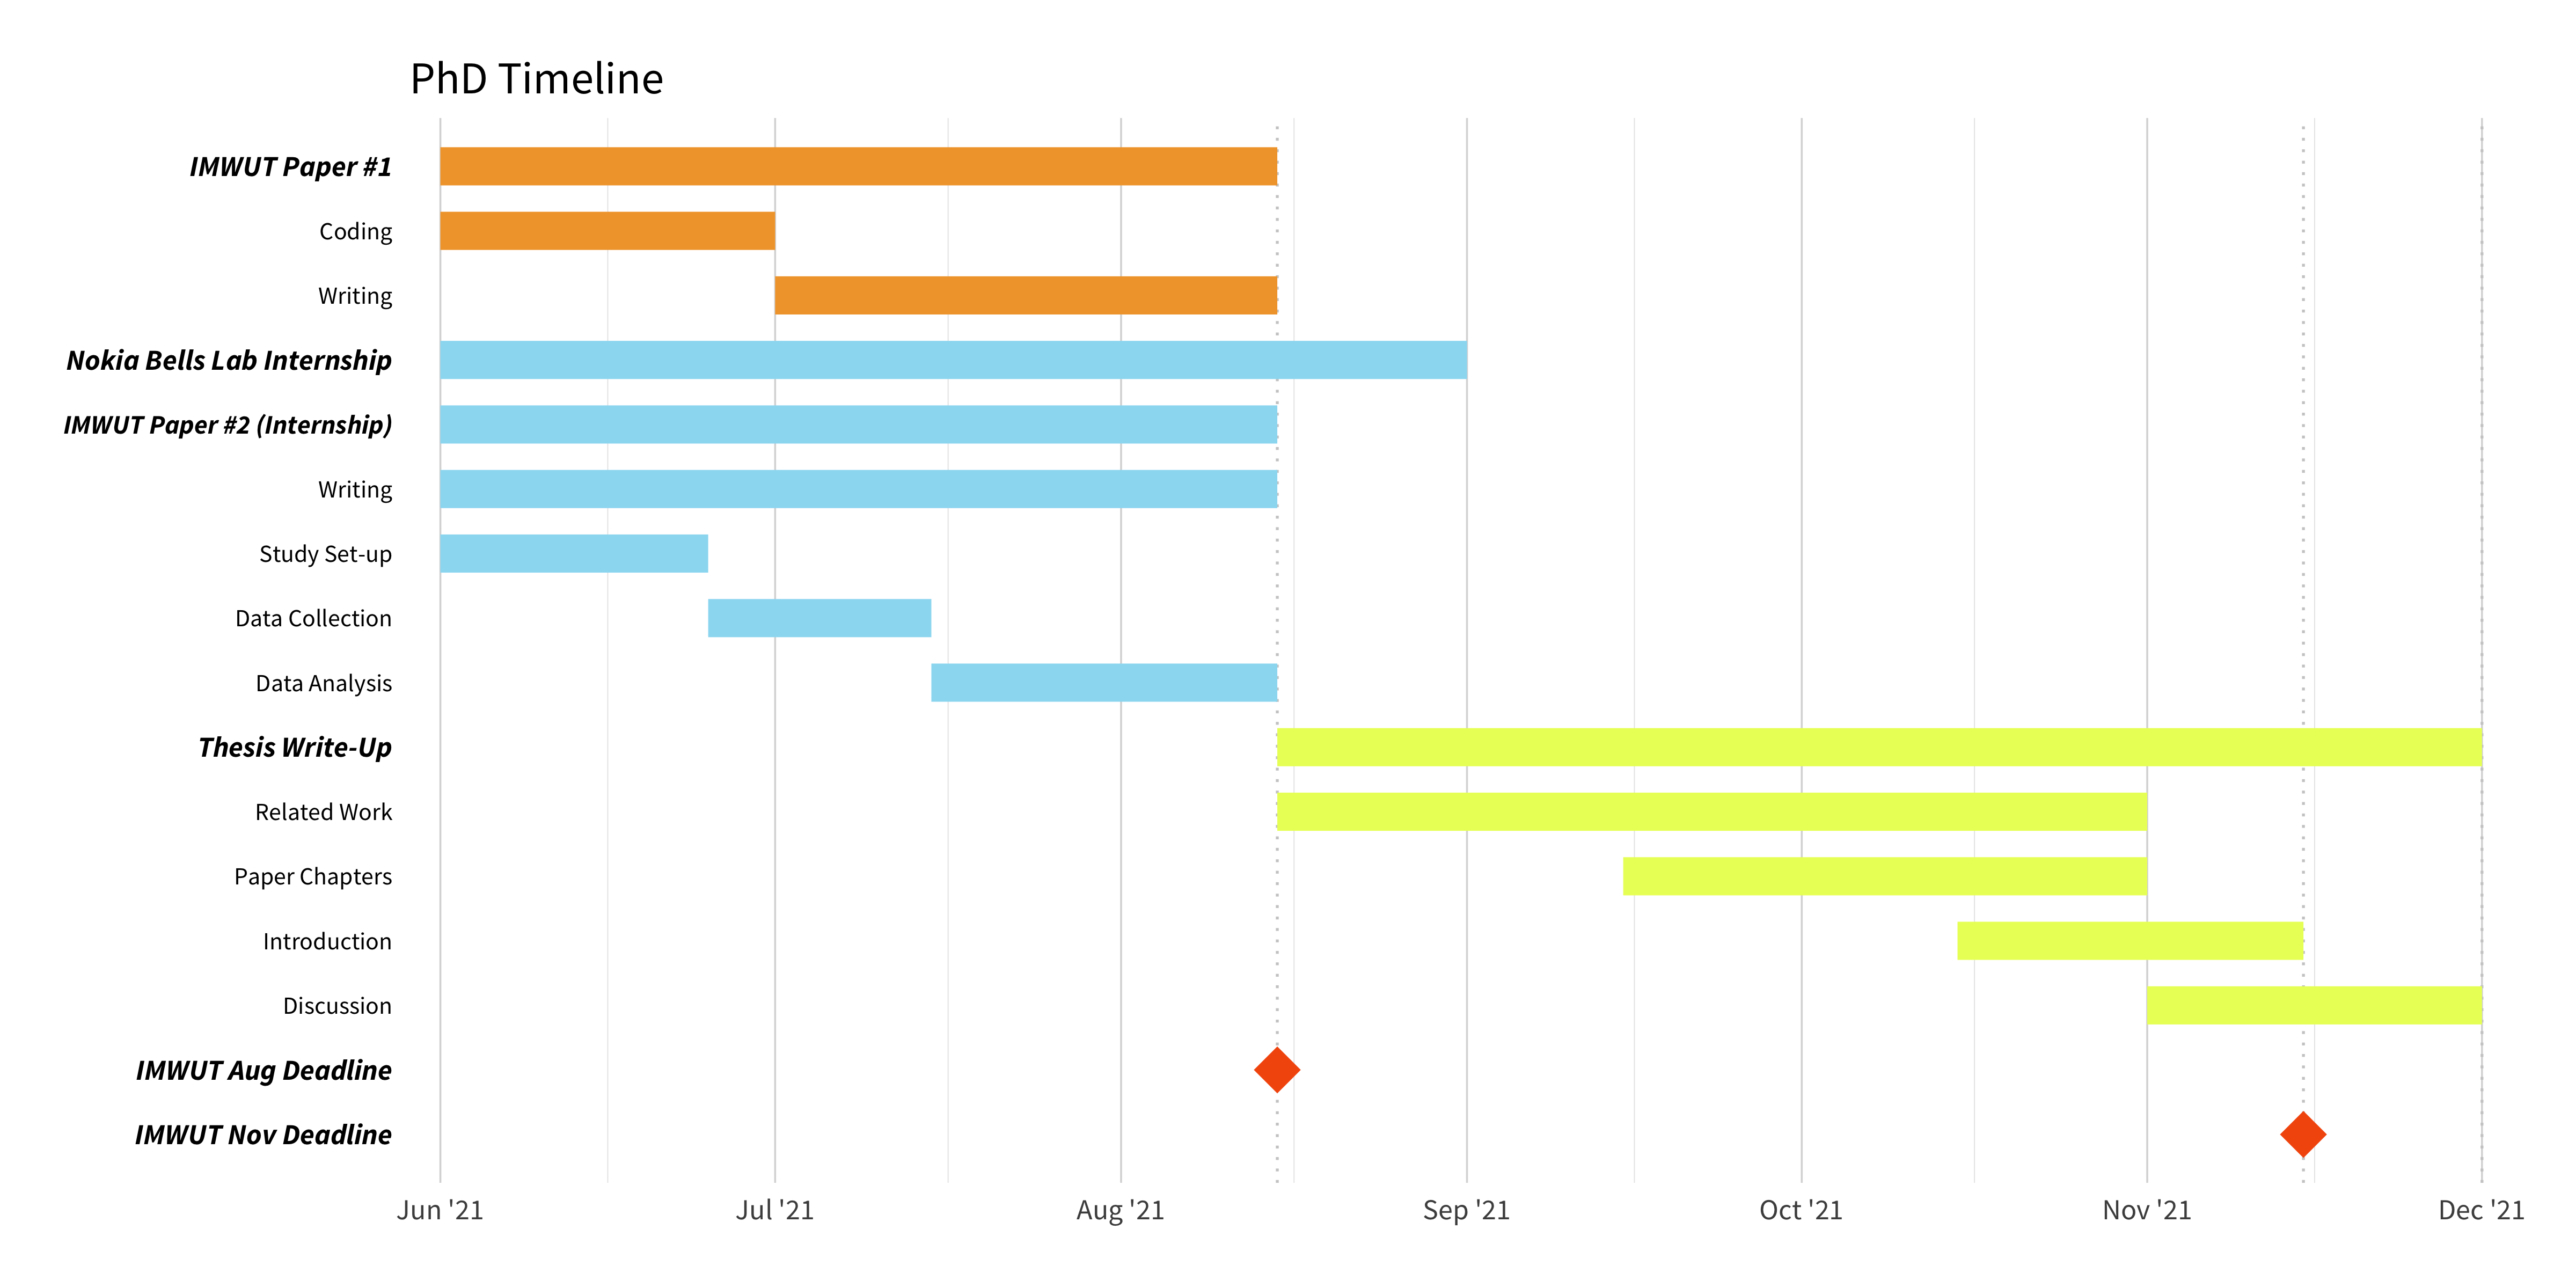 PhD Timeline
IMWUT Paper #1
Coding
Writing
Nokia Bells Lab Internship
IMWUT Paper #2 (Internship)
Writing
Study Set-up
Data Collection
Data Analysis
Thesis Write-Up
Related Work
Paper Chapters
Introduction
Discussion
IMWUT Aug Deadline
IMWUT Nov Deadline
Jun '21 Jul '21 Aug '21 Sep '21 Oct '21 Nov '21 Dec '21